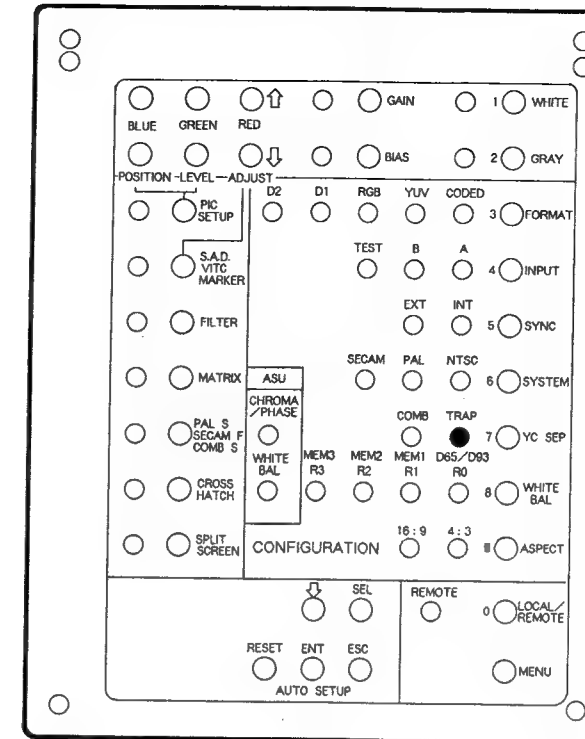 GAIN 1 WHITE
BLUE GREEN RED
BIAS 2 GRAY
POSITION LEVEL ADJUST
D2 D1 RGB YUV CODED
PIC
SETUP
3 FORMAT
TEST B A
S.A.D.
VITC
MARKER
4 INPUT
EXT INT
FILTER
5 SYNC
SECAM PAL NTSC
MATRIX
ASU
6 SYSTEM
CHROMA
/PHASE
COMB TRAP
PAL S
SECAM F
COMB S
7 YC SEP
WHITE
BAL
MEM3 MEM2 MEM1 D65/D93
R3 R2 R1 R0
CROSS
HATCH
8 WHITE
BAL
16:9 4:3
SPLIT
SCREEN
CONFIGURATION
ASPECT
SEL REMOTE
0 LOCAL/
REMOTE
RESET ENT ESC
MENU
AUTO SETUP